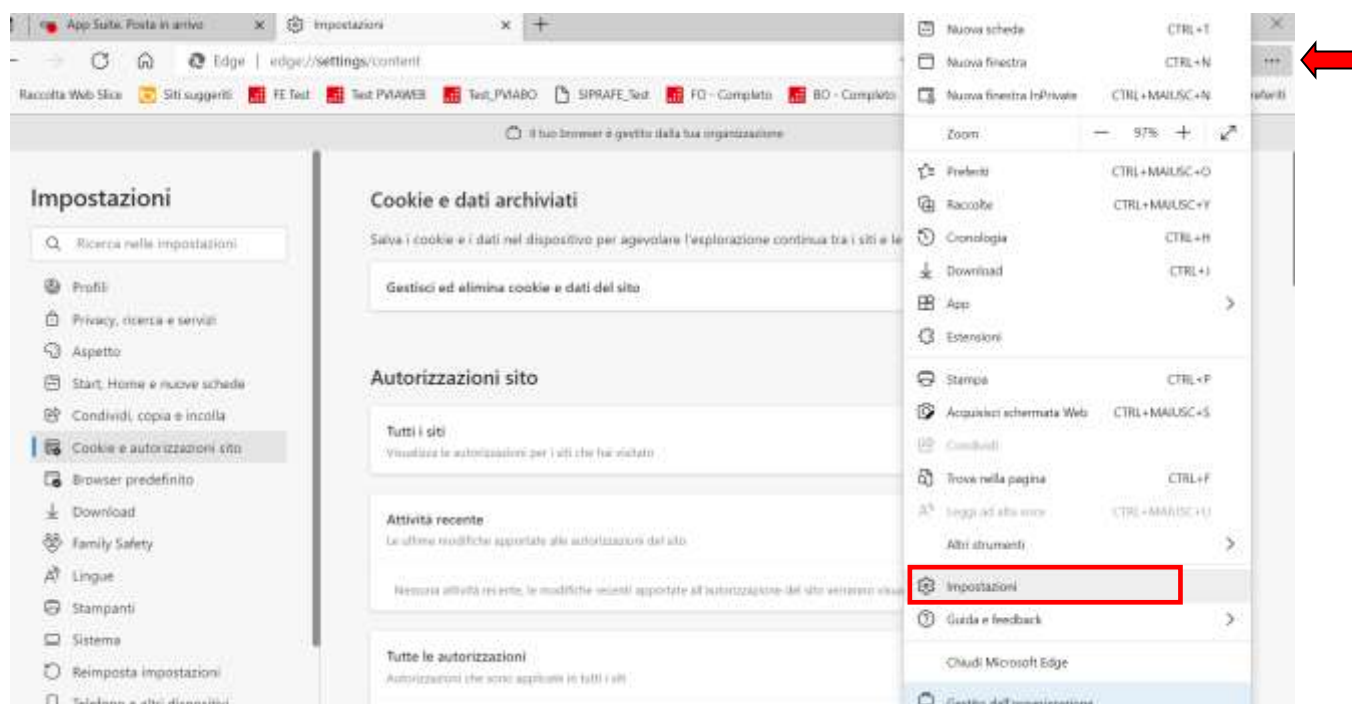 App Suite. Posta in arrivo
Impostazioni
Edge | edge://settings/content
Raccolta Web Slice
Siti suggeriti
FE Test
Test PVIAWEB
Test_PVIABO
SIPRAFE_Test
FO - Completo
BO - Completo
Il tuo browser è gestito dalla tua organizzazione
Impostazioni
Ricerca nelle impostazioni
Profili
Privacy, ricerca e servizi
Aspetto
Start, Home e nuove schede
Condividi, copia e incolla
Cookie e autorizzazioni sito
Browser predefinito
Download
Family Safety
Lingue
Stampanti
Sistema
Reimposta impostazioni
Telefono e altri dispositivi
Cookie e dati archiviati
Salva i cookie e i dati nel dispositivo per agevolare l'esplorazione continua tra i siti e le
Gestisci ed elimina cookie e dati del sito
Autorizzazioni sito
Tutti i siti
Visualizza le autorizzazioni per i siti che hai visitato
Attività recente
Le ultime modifiche apportate alle autorizzazioni del sito
Nessuna attività recente, le modifiche recenti apportate all'autorizzazione del sito verranno
Tutte le autorizzazioni
Autorizzazioni che sono applicate in tutti i siti
Nuova scheda CTRL+T
Nuova finestra CTRL+N
Nuova finestra InPrivate CTRL+MAIUSC+N
Zoom — 97% +
Preferiti CTRL+MAIUSC+O
Raccolte CTRL+MAIUSC+Y
Cronologia CTRL+H
Download CTRL+J
App
Estensioni
Stampa CTRL+P
Acquisisci schermata Web CTRL+MAIUSC+S
Condividi
Trova nella pagina CTRL+F
Leggi ad alta voce CTRL+MAIUSC+U
Altri strumenti
Impostazioni
Guida e feedback
Chiudi Microsoft Edge
Gestito dall'organizzazione